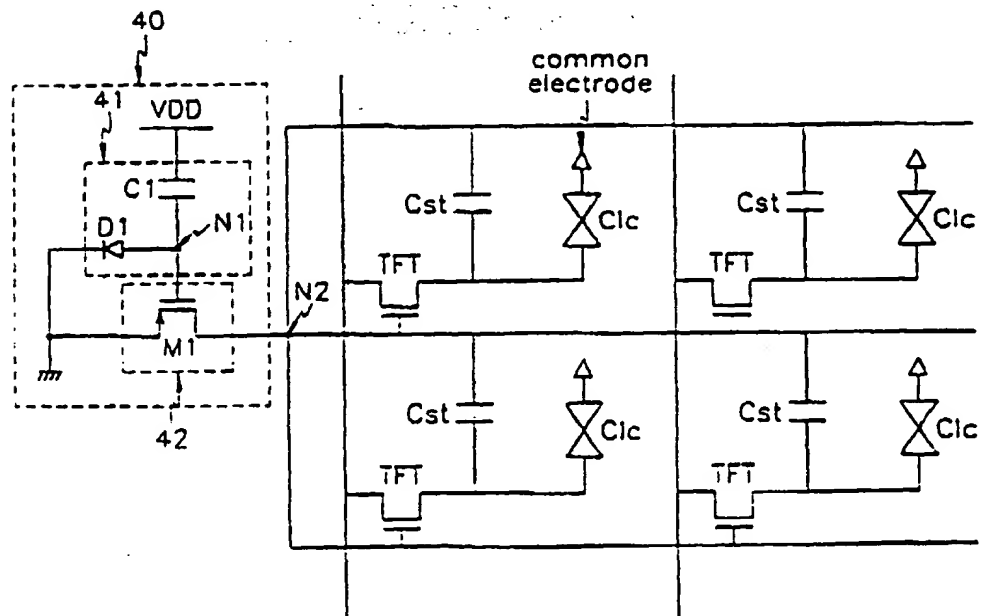 40
common
electrode
41
VDD
C1
D1
N1
Cst
Clc
Cst
Clc
TFT
TFT
N2
M1
42
Cst
Clc
Cst
Clc
TFT
TFT